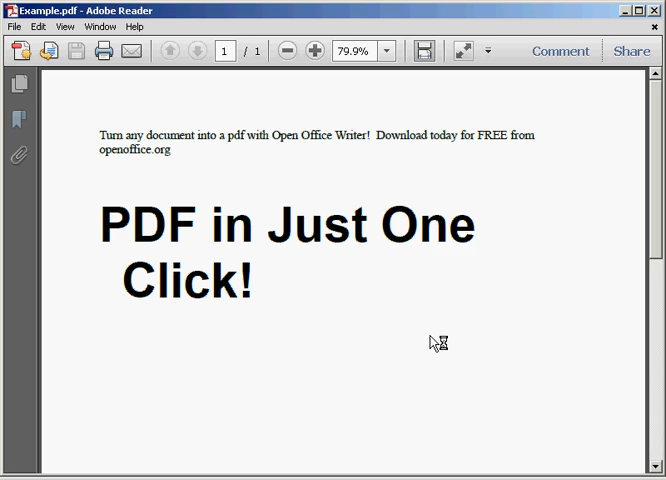 Example.pdf - Adobe Reader
File Edit View Window Help
1 / 1 79.9% Comment Share
Turn any document into a pdf with Open Office Writer! Download today for FREE from
openoffice.org
PDF in Just One
Click!